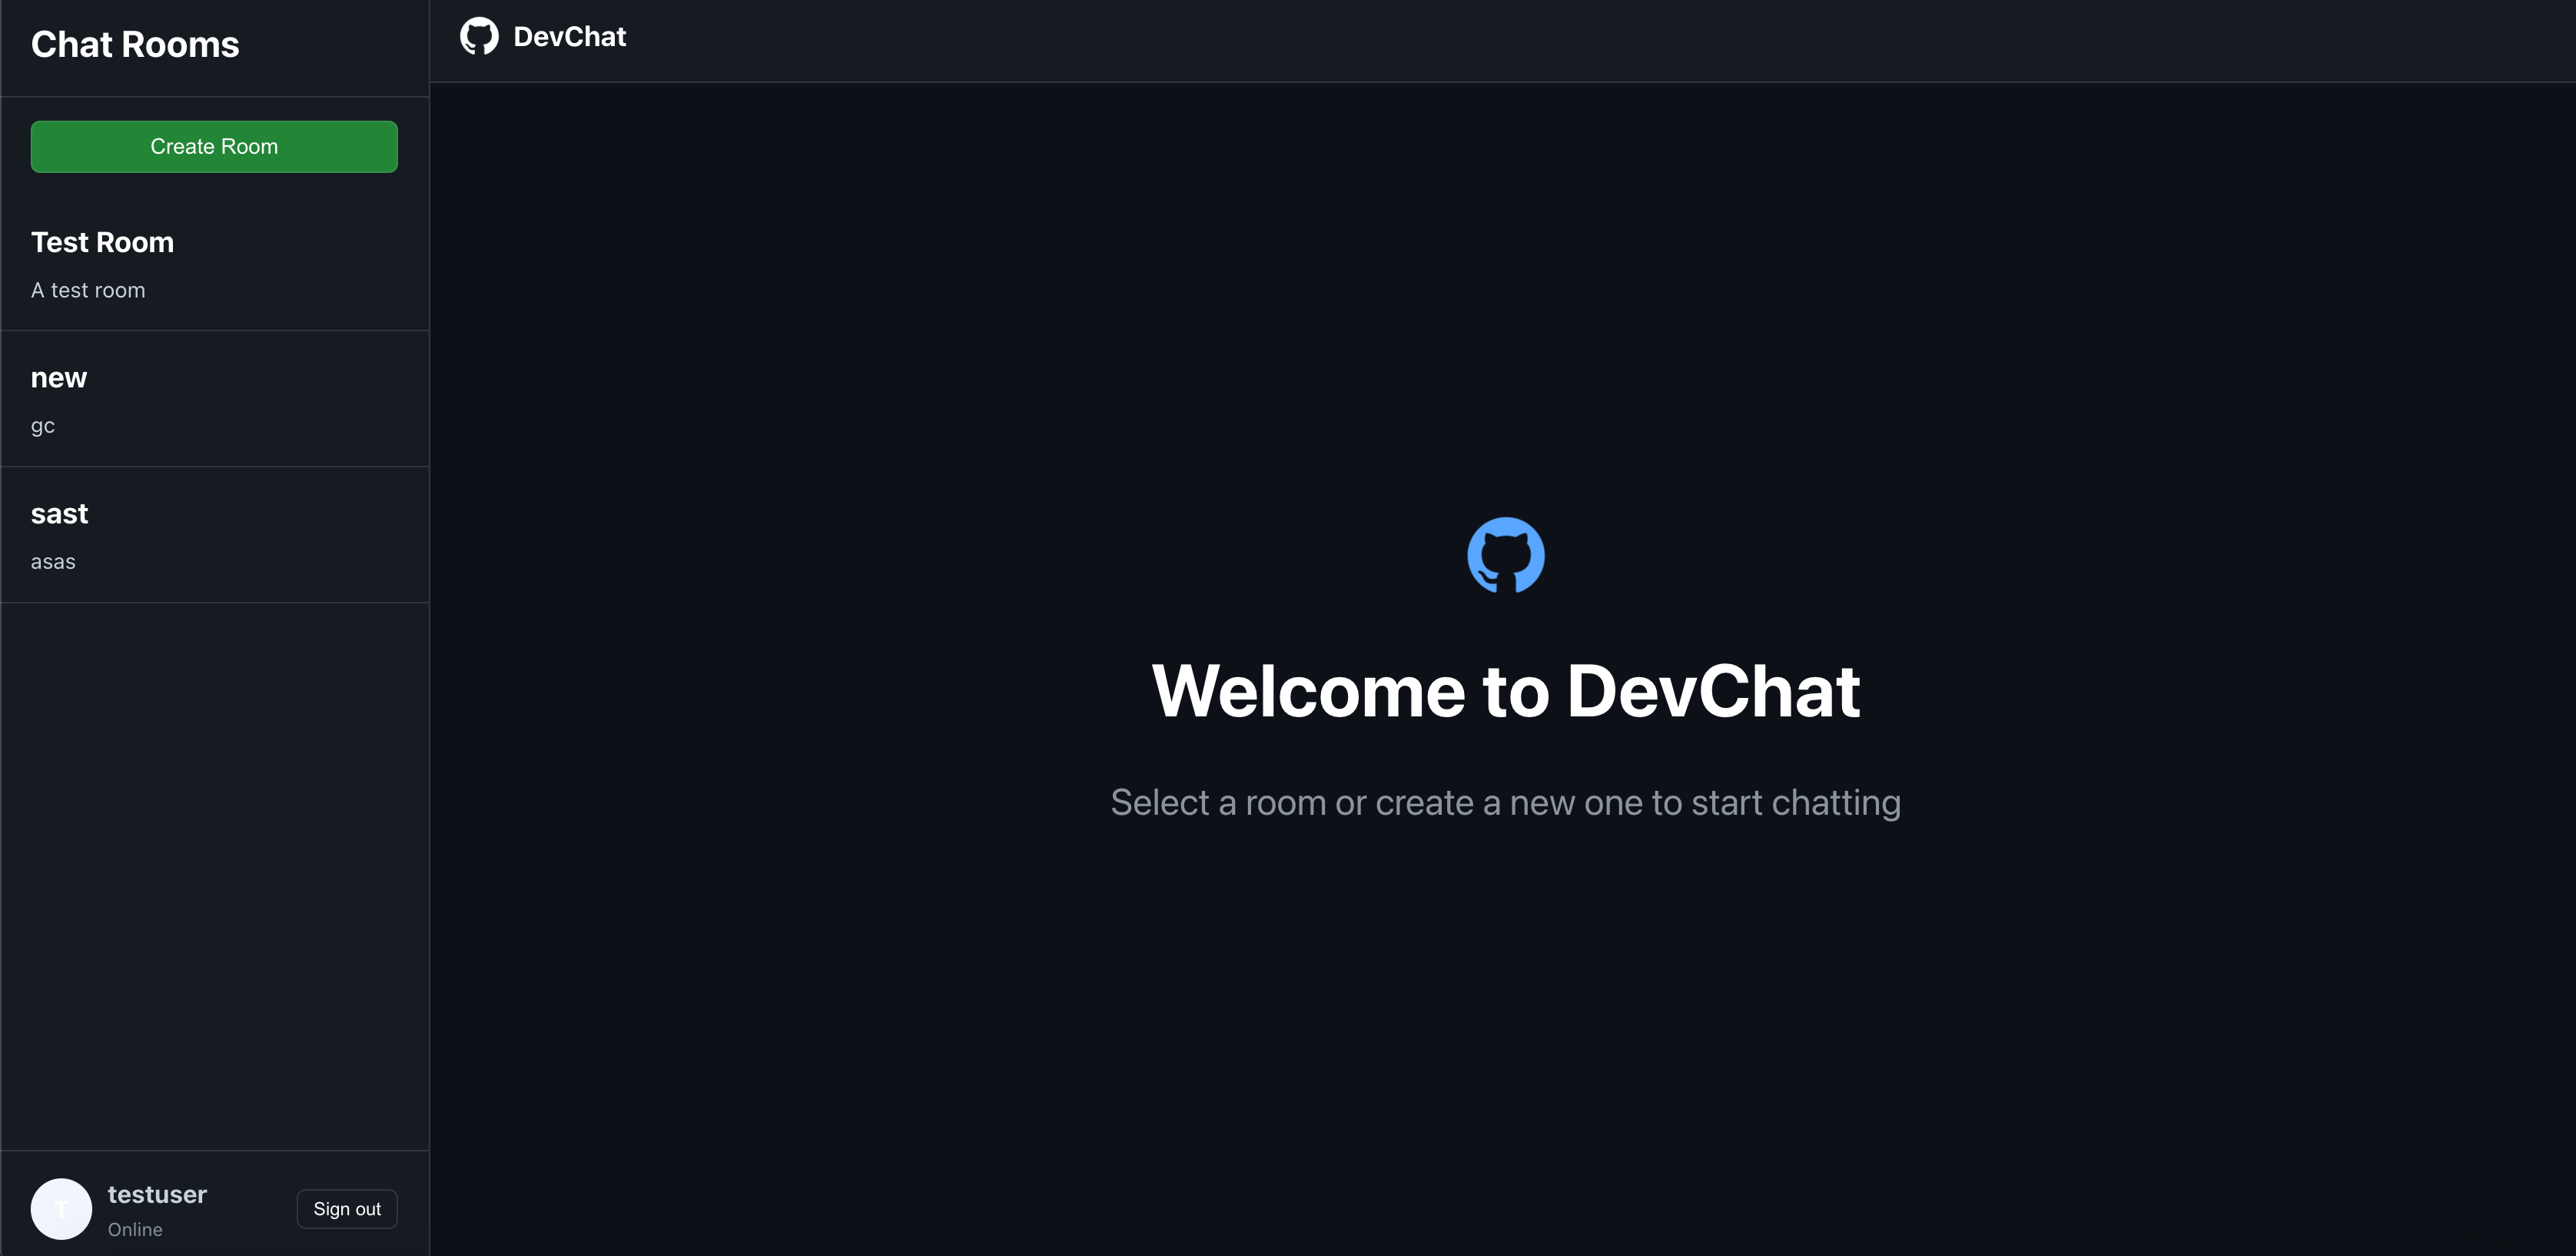 Chat Rooms
Create Room
Test Room
A test room
new
gc
sast
asas
T
testuser
Online
Sign out
DevChat
Welcome to DevChat
Select a room or create a new one to start chatting